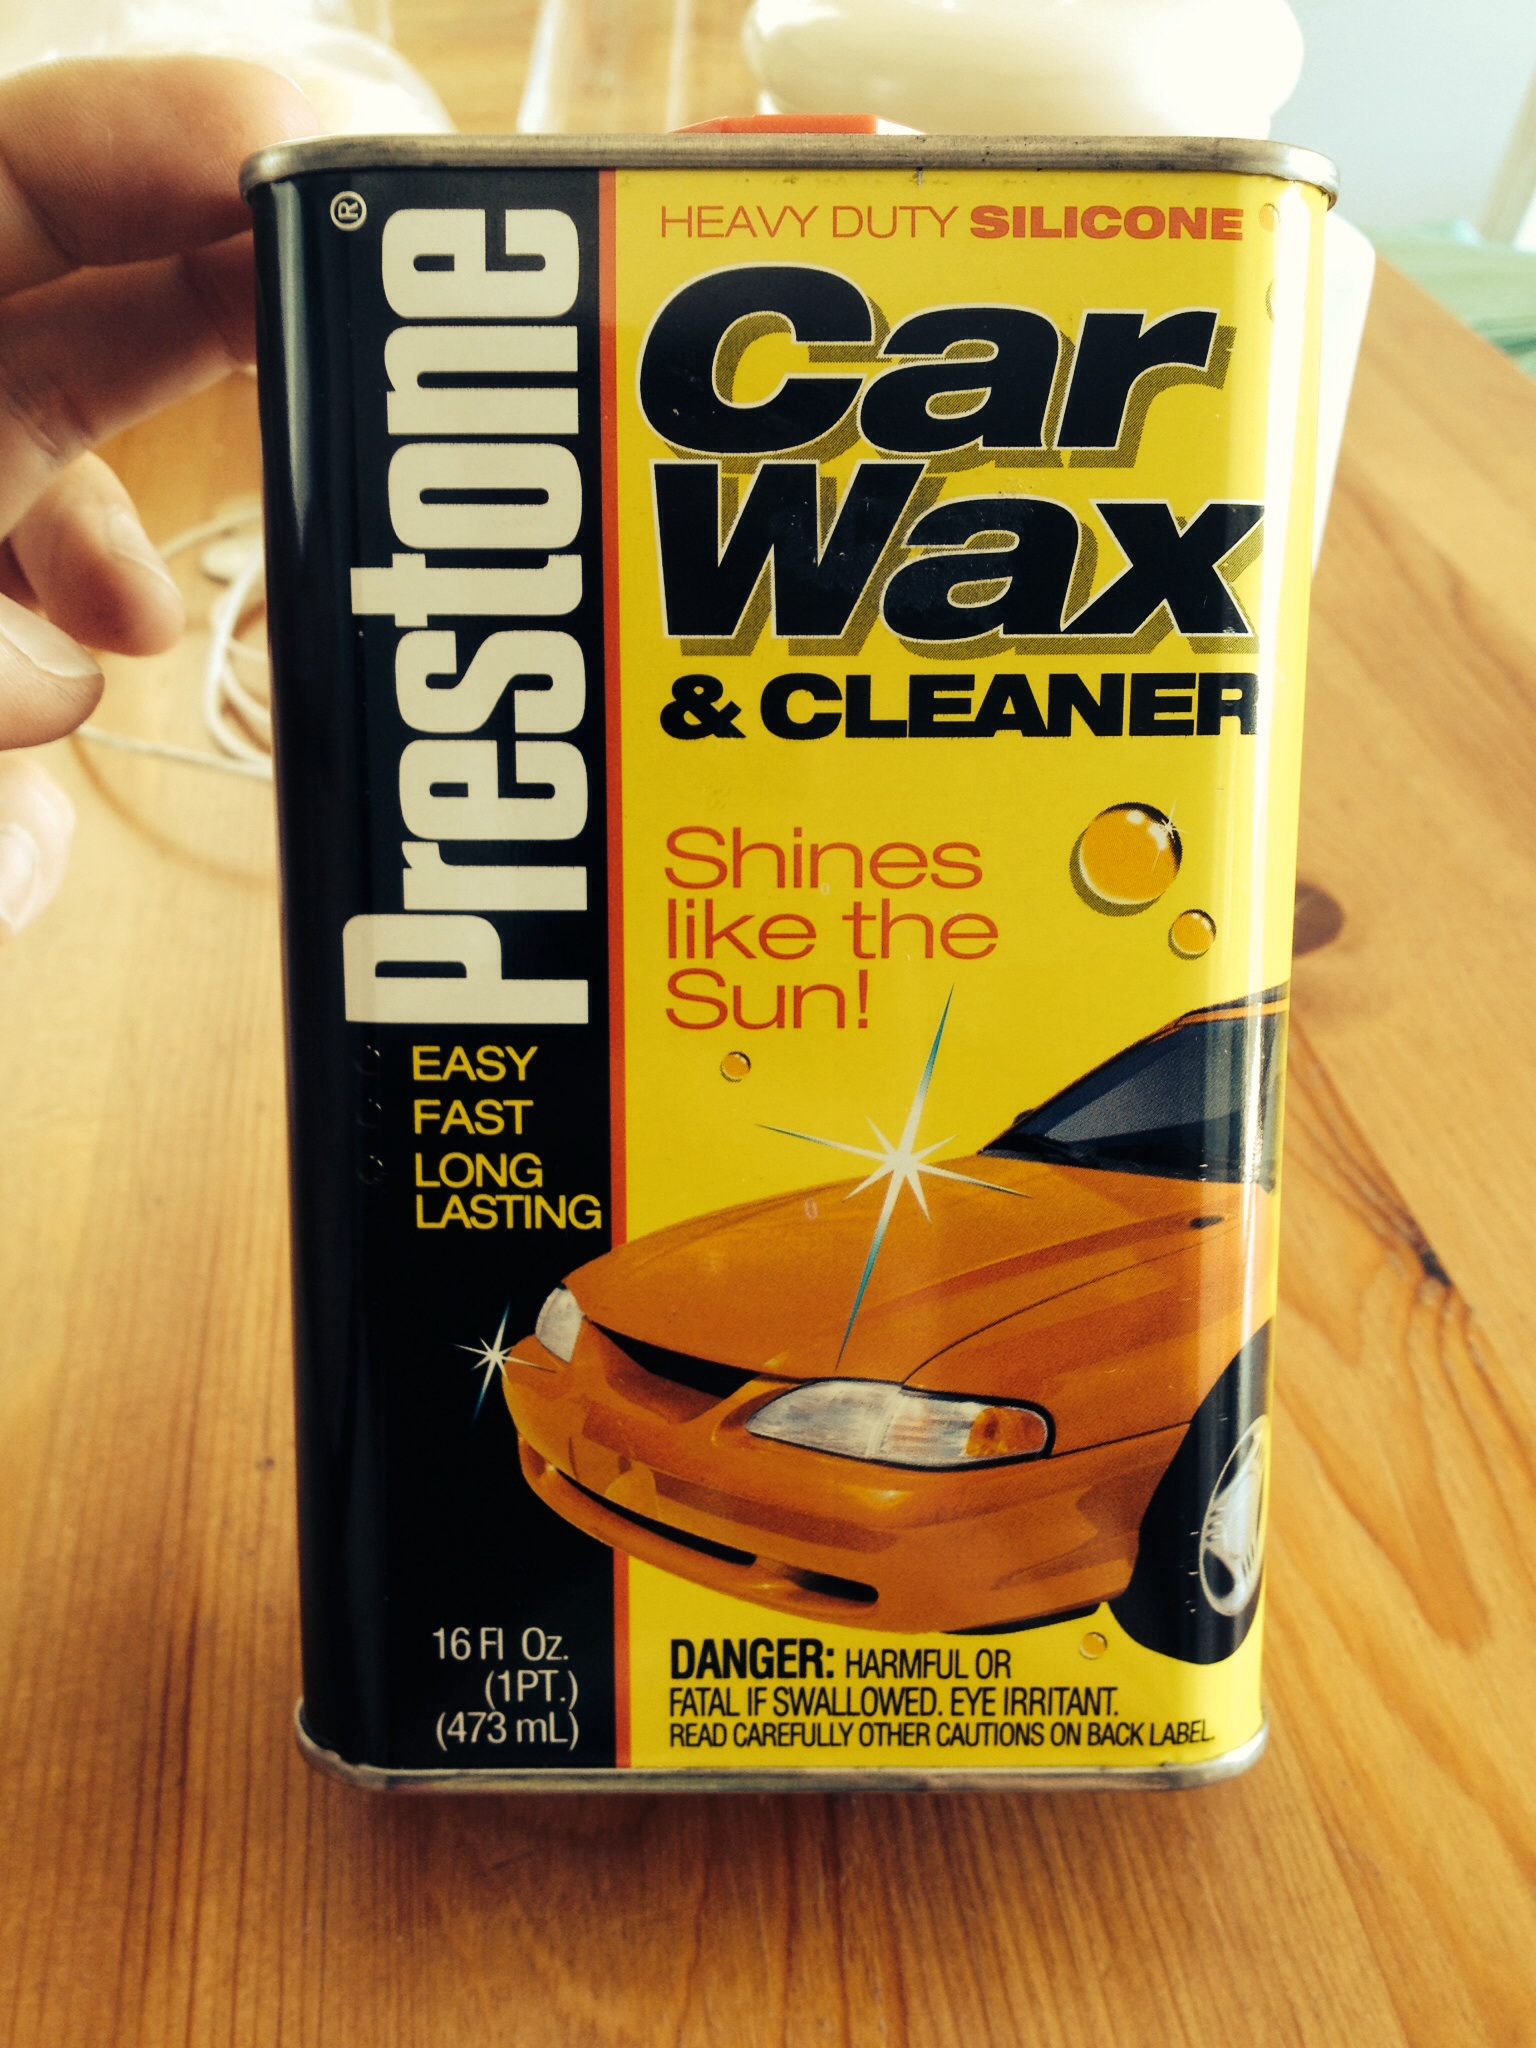 Prestone®
HEAVY DUTY SILICONE
Car
Wax
& CLEANER
Shines
like the
Sun!
EASY
FAST
LONG
LASTING
16 Fl Oz.
(1PT.)
(473 mL)
DANGER: HARMFUL OR
FATAL IF SWALLOWED. EYE IRRITANT.
READ CAREFULLY OTHER CAUTIONS ON BACK LABEL.